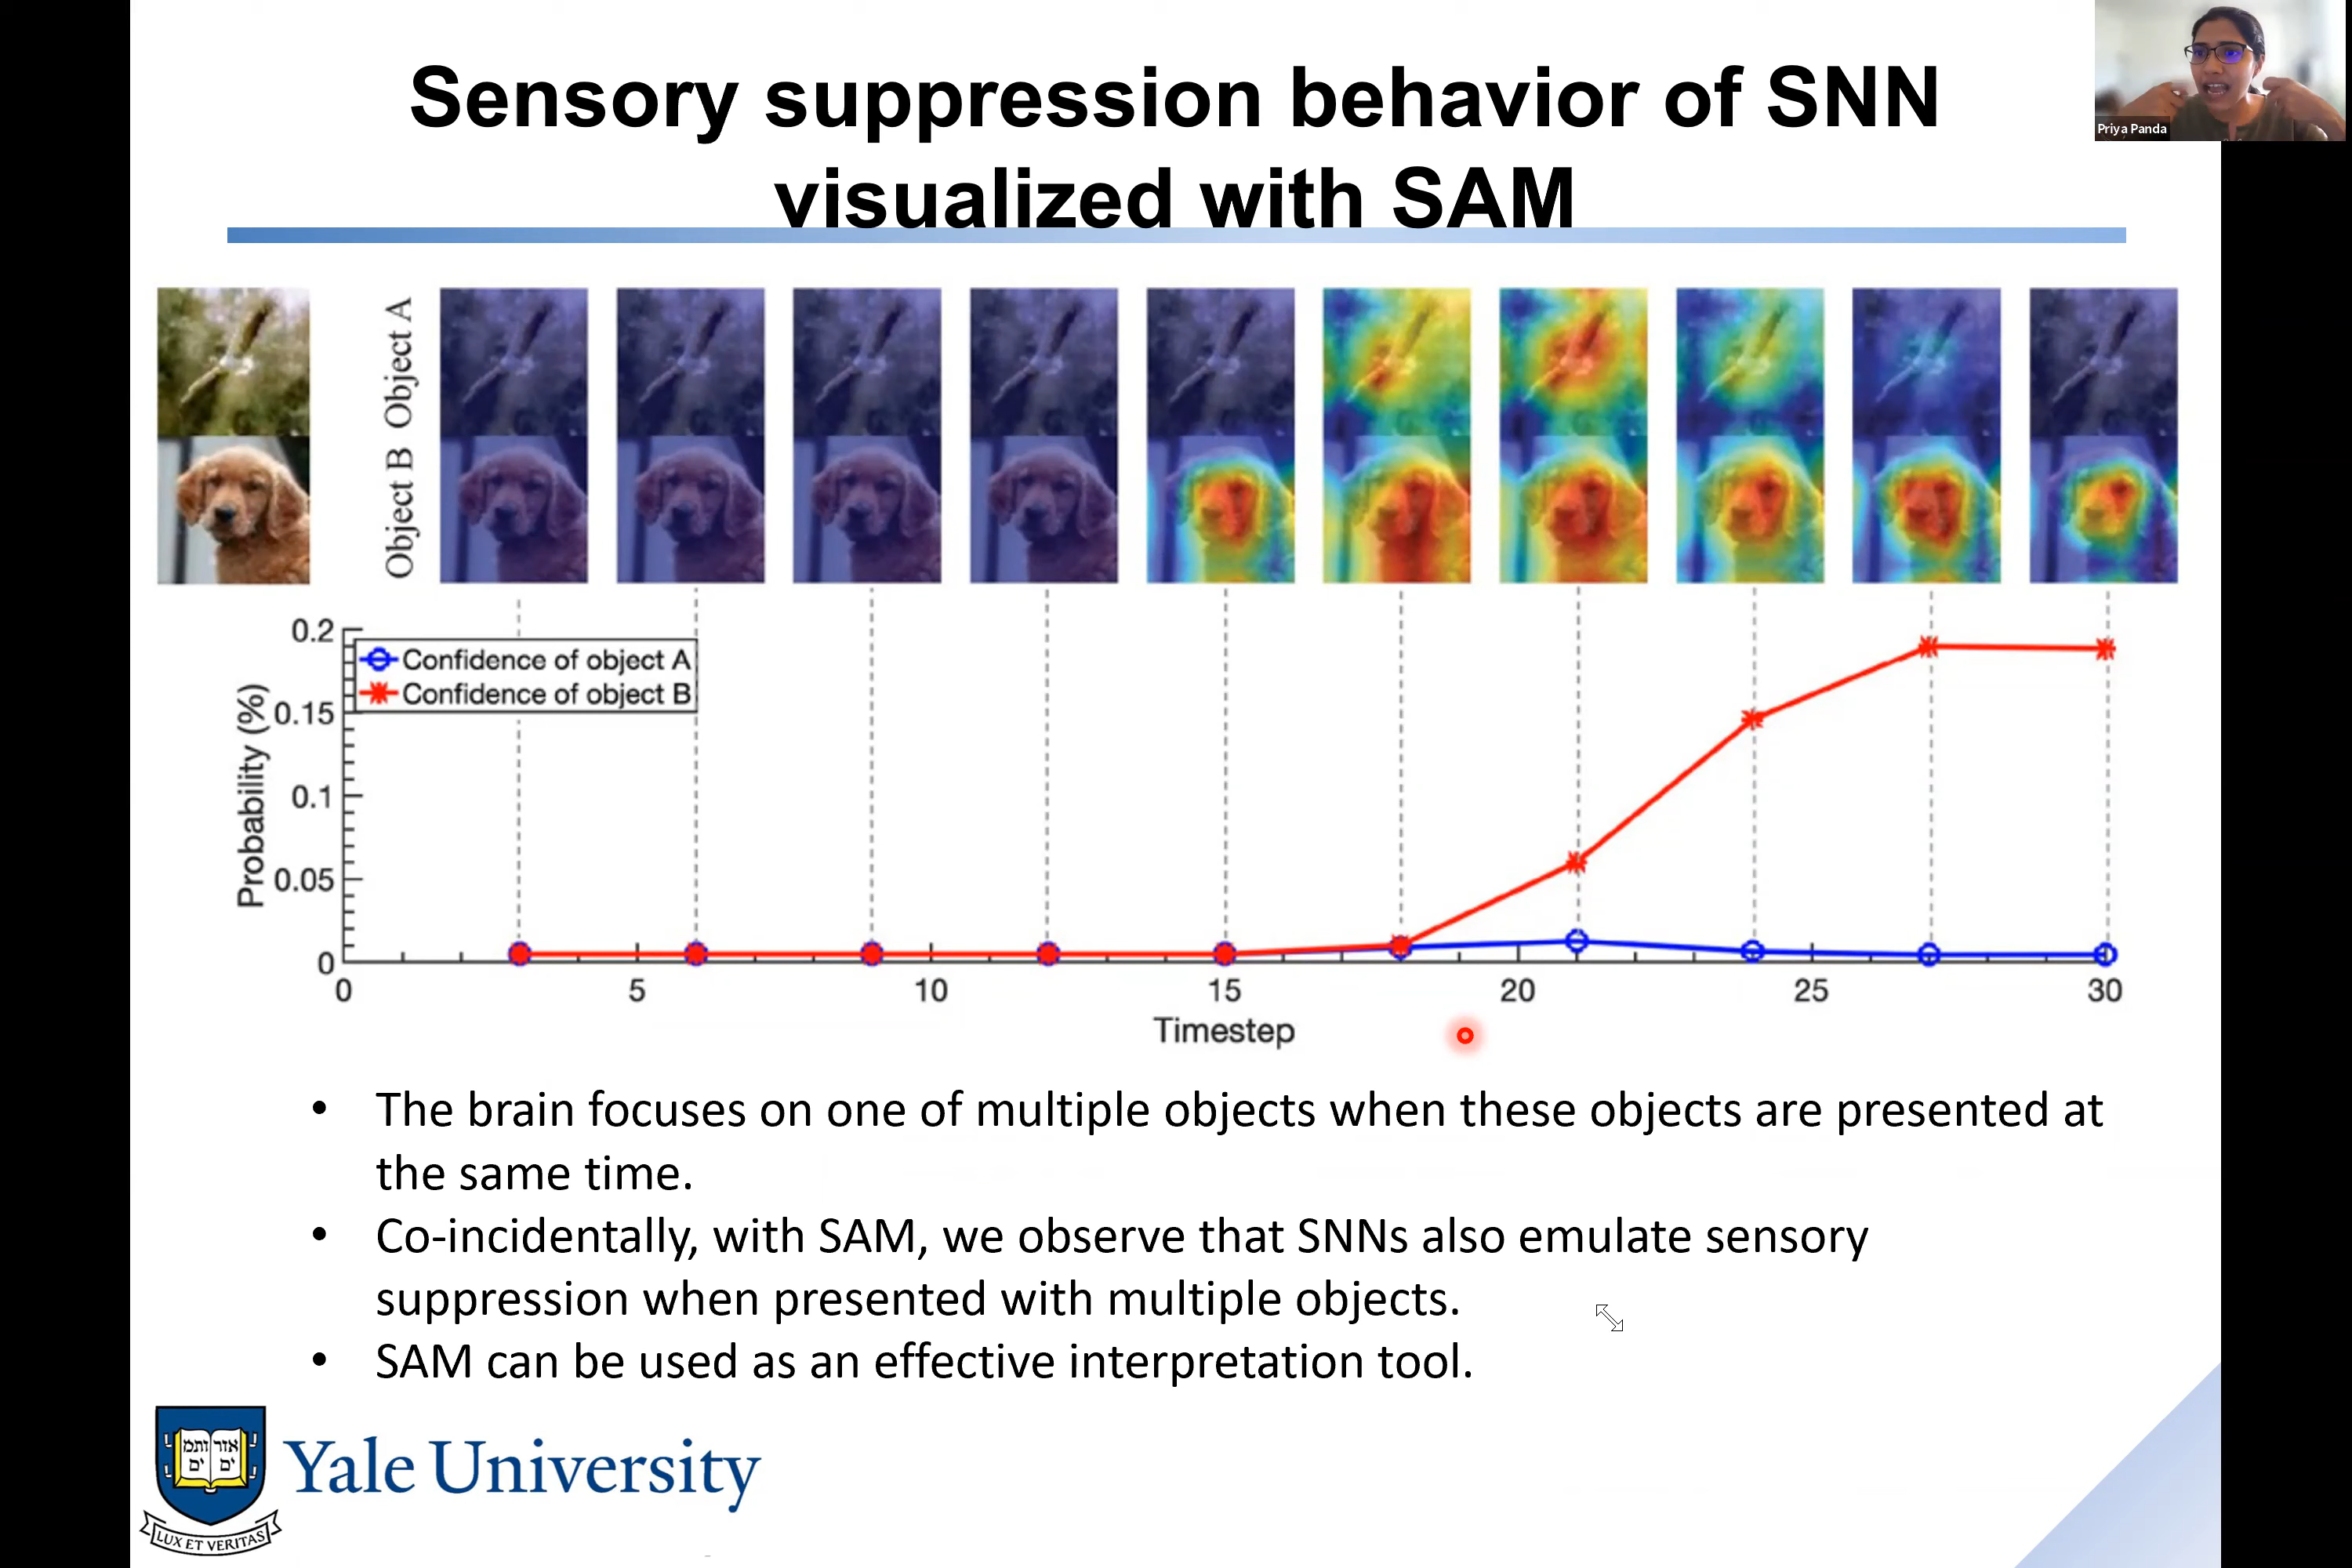 Sensory suppression behavior of SNN
visualized with SAM
Priya Panda
Object A
Object B
0.2
0.15
0.1
0.05
0
Probability (%)
Confidence of object A
Confidence of object B
0 5 10 15 20 25 30
Timestep
• The brain focuses on one of multiple objects when these objects are presented at
the same time.
• Co-incidentally, with SAM, we observe that SNNs also emulate sensory
suppression when presented with multiple objects.
• SAM can be used as an effective interpretation tool.
Yale University
LUX ET VERITAS